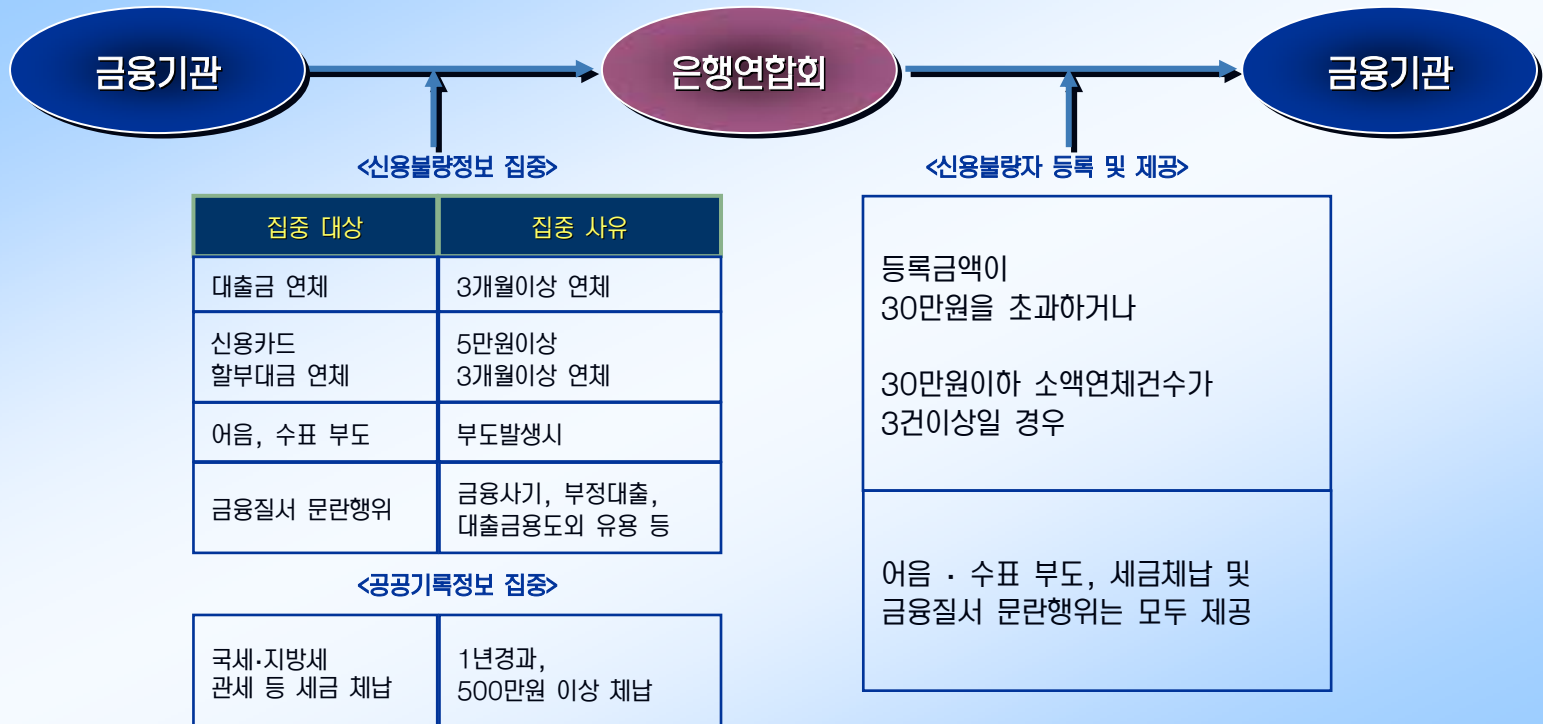 금융기관
은행연합회
금융기관
<신용불량정보 집중>
집중 대상
집중 사유
대출금 연체
3개월이상 연체
신용카드
할부대금 연체
5만원이상
3개월이상 연체
어음, 수표 부도
부도발생시
금융질서 문란행위
금융사기, 부정대출,
대출금용도외 유용 등
<공공기록정보 집중>
국세·지방세
관세 등 세금 체납
1년경과,
500만원 이상 체납
<신용불량자 등록 및 제공>
등록금액이
30만원을 초과하거나
30만원이하 소액연체건수가
3건이상일 경우
어음 · 수표 부도, 세금체납 및
금융질서 문란행위는 모두 제공